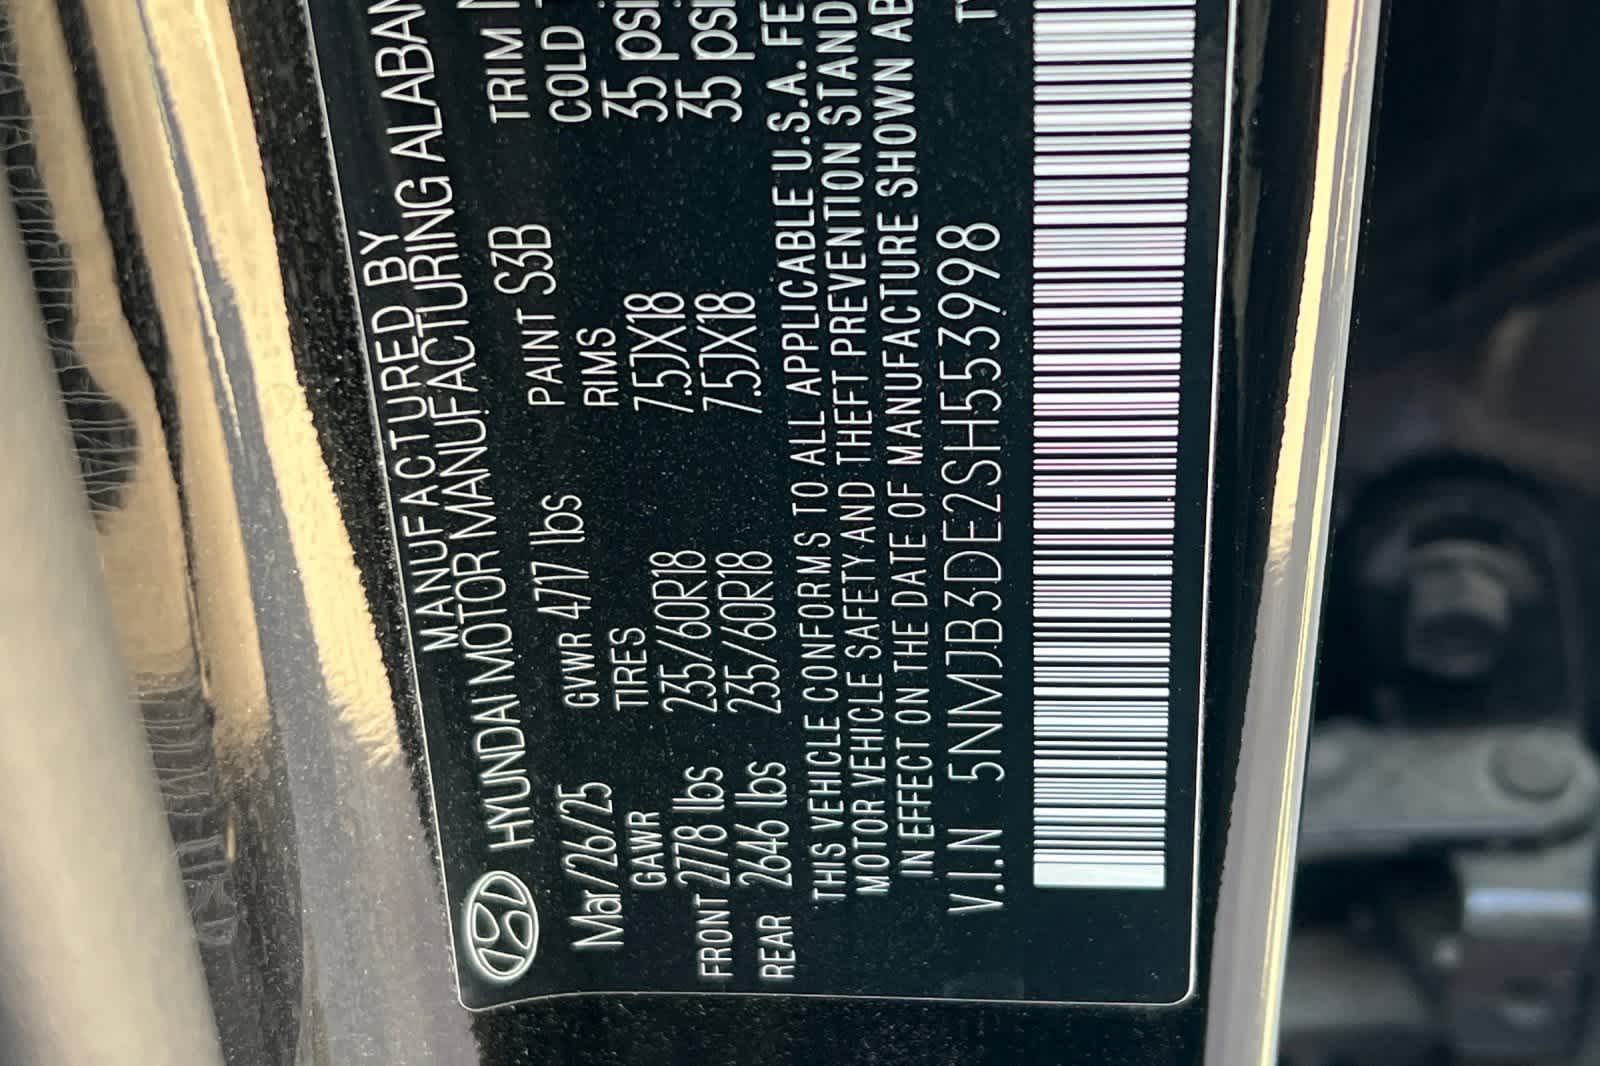 MANUFACTURED BY
HYUNDAI MOTOR MANUFACTURING ALABAM
Mar/26/25 GVWR 4717 lbs PAINT S3B TRIM
GAWR TIRES RIMS COLD
FRONT 2778 lbs 235/60R18 7.5JX18 35 psi
REAR 2646 lbs 235/60R18 7.5JX18 35 psi
THIS VEHICLE CONFORMS TO ALL APPLICABLE U.S.A. FE
MOTOR VEHICLE SAFETY AND THEFT PREVENTION STAND
IN EFFECT ON THE DATE OF MANUFACTURE SHOWN AB
V.I.N 5NMJB3DE2SH553998 TY